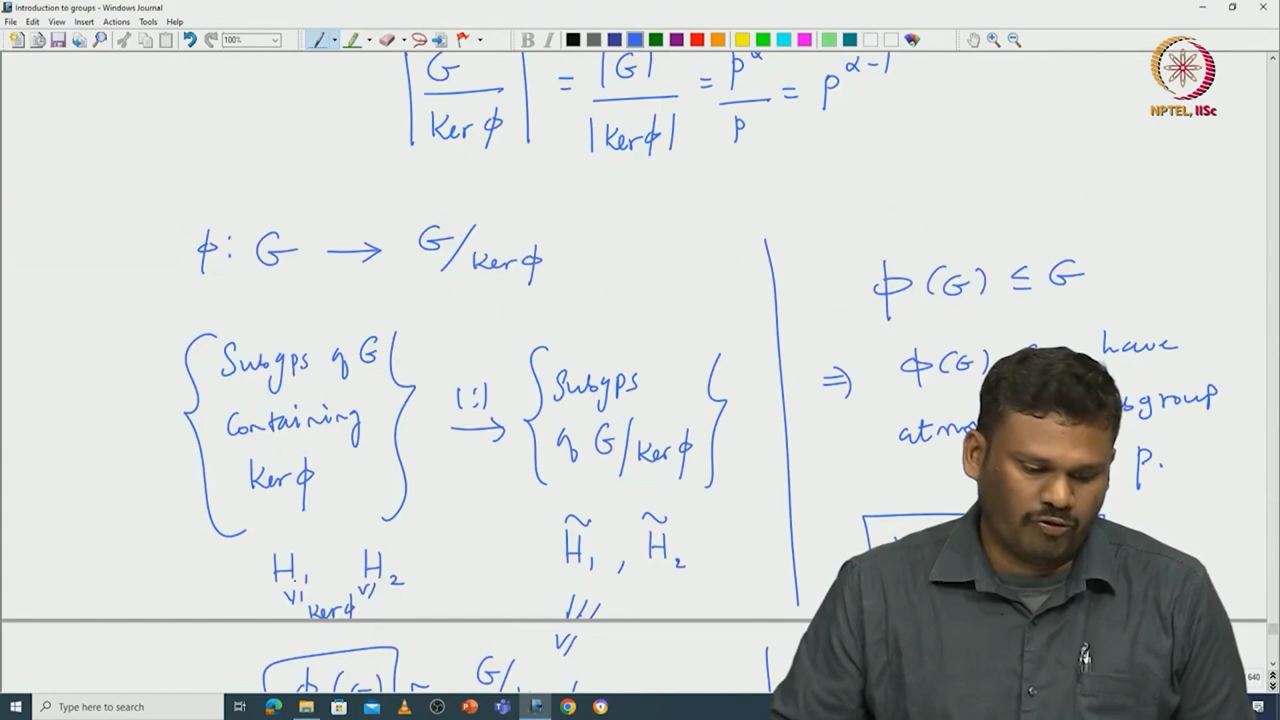 Introduction to groups - Windows Journal
File Edit View Insert Actions Tools Help
100%
B I
NPTEL, IISc
|G / ker φ| = |G| / |ker φ| = p^α / p = p^{α-1}
φ: G → G/ker φ
{Subgps of G containing ker φ} (1:1) → {Subgps of G/ker φ}
H₁ H₂
ker φ
H̃₁ , H̃₂
φ(G) ≤ G
⇒ φ(G) have
atmo
sgroup
p.
φ(G) ≃ G/
640
Type here to search